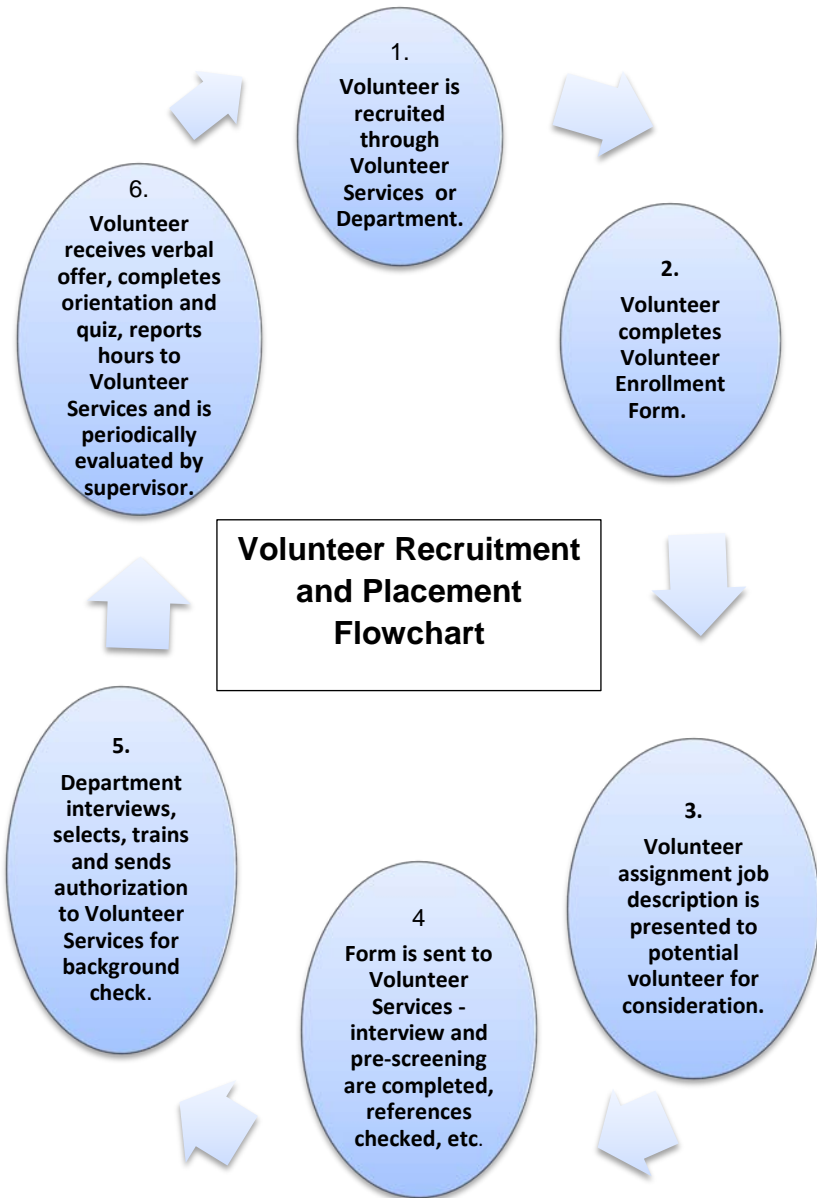 1.
Volunteer is
recruited
through
Volunteer
Services or
Department.
2.
Volunteer
completes
Volunteer
Enrollment
Form.
3.
Volunteer
assignment job
description is
presented to
potential
volunteer for
consideration.
4
Form is sent to
Volunteer
Services -
interview and
pre-screening
are completed,
references
checked, etc.
5.
Department
interviews,
selects, trains
and sends
authorization
to Volunteer
Services for
background
check.
6.
Volunteer
receives verbal
offer, completes
orientation and
quiz, reports
hours to
Volunteer
Services and is
periodically
evaluated by
supervisor.
Volunteer Recruitment
and Placement
Flowchart